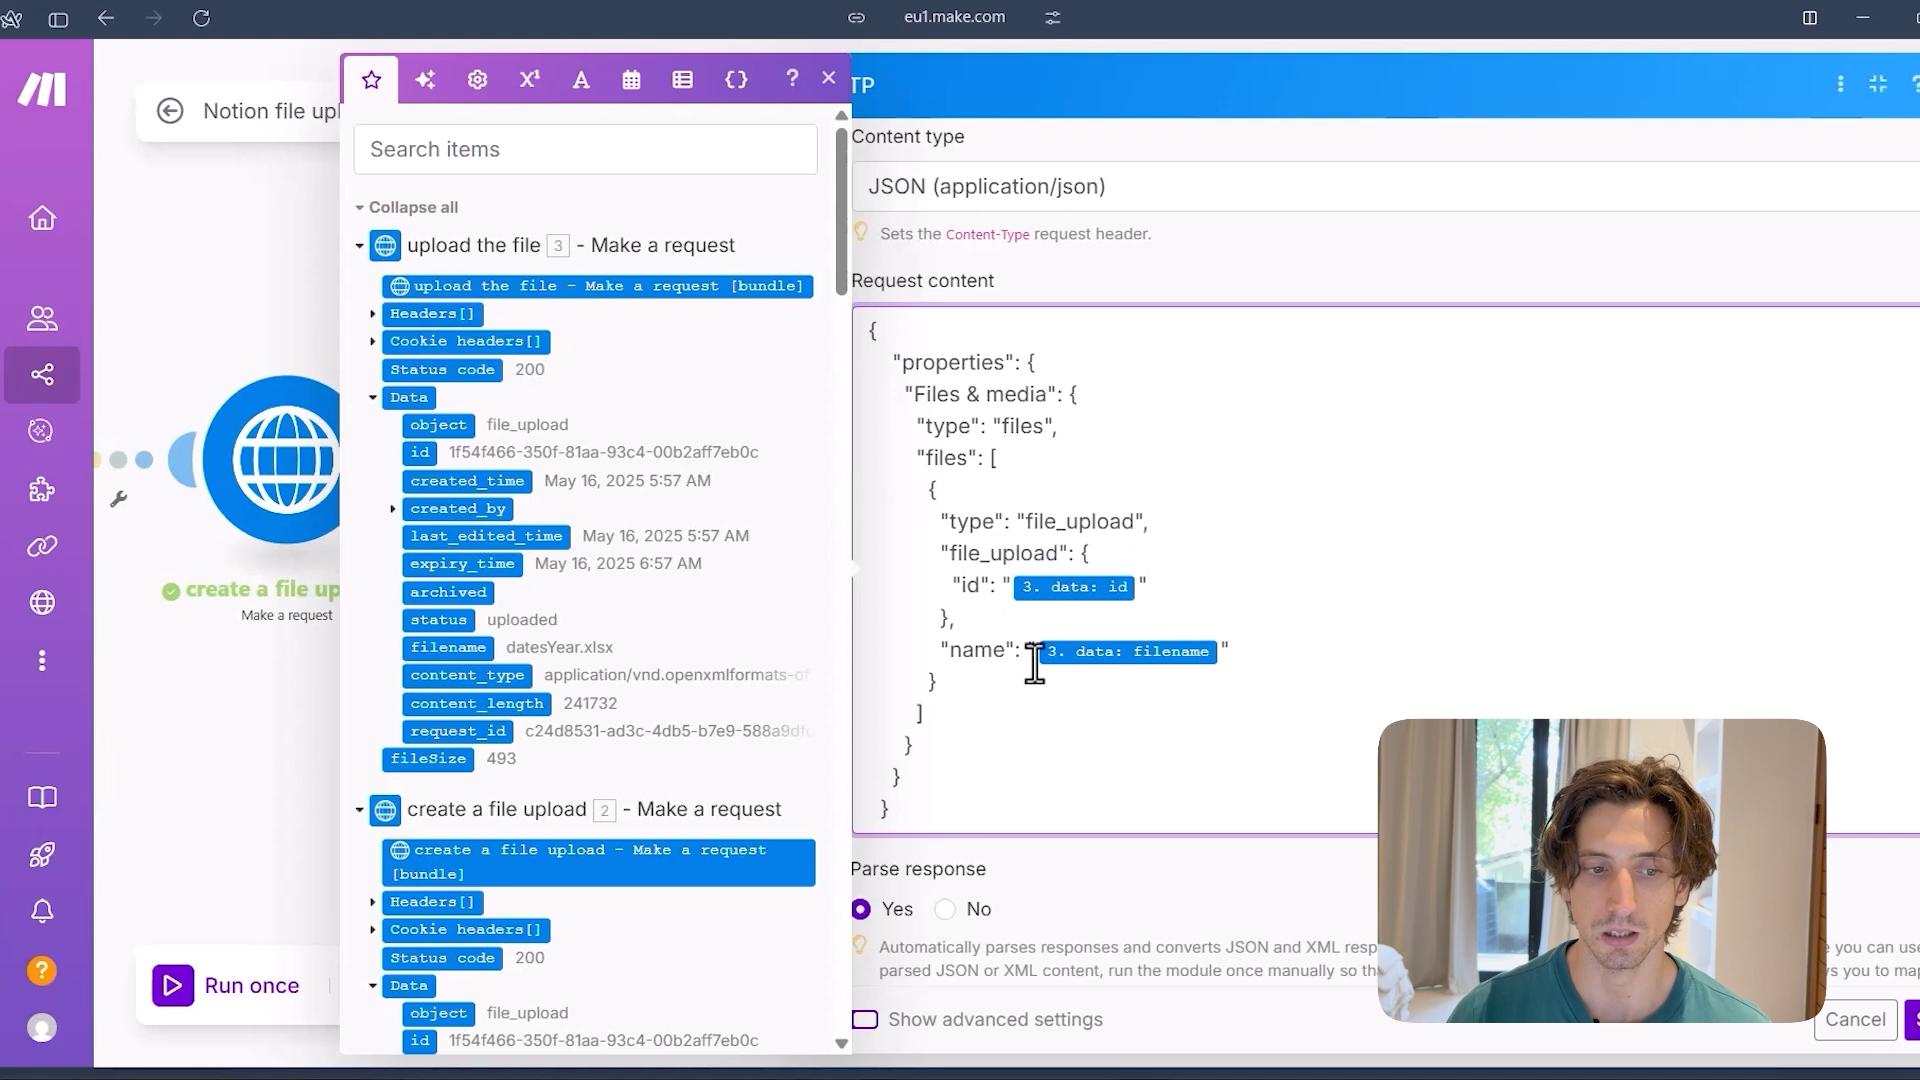 eu1.make.com
Notion file upl
TP
Content type
JSON (application/json)
Sets the Content-Type request header.
Request content
{
"properties": {
"Files & media": {
"type": "files",
"files": [
{
"type": "file_upload",
"file_upload": {
"id": " 3. data: id "
},
"name": 3. data: filename "
}
]
}
}
}
Parse response
Yes No
Automatically parses responses and converts JSON and XML resp
e you can use
parsed JSON or XML content, run the module once manually so th
s you to map
Show advanced settings
Cancel
X¹ A { } ?
Search items
Collapse all
upload the file 3 - Make a request
upload the file - Make a request [bundle]
Headers[]
Cookie headers[]
Status code 200
Data
object file_upload
id 1f54f466-350f-81aa-93c4-00b2aff7eb0c
created_time May 16, 2025 5:57 AM
created_by
last_edited_time May 16, 2025 5:57 AM
expiry_time May 16, 2025 6:57 AM
archived
status uploaded
filename datesYear.xlsx
content_type application/vnd.openxmlformats-of
content_length 241732
request_id c24d8531-ad3c-4db5-b7e9-588a9df
fileSize 493
create a file upload 2 - Make a request
create a file upload - Make a request
[bundle]
Headers[]
Cookie headers[]
Status code 200
Data
object file_upload
id 1f54f466-350f-81aa-93c4-00b2aff7eb0c
create a file up
Make a request
Run once
?